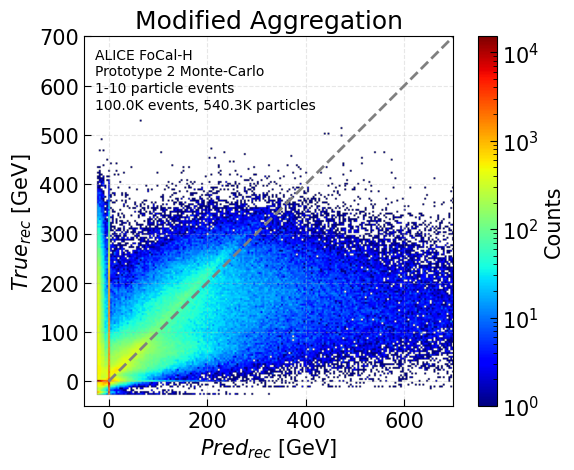 Modified Aggregation
ALICE FoCal-H
Prototype 2 Monte-Carlo
1-10 particle events
100.0K events, 540.3K particles
700
600
500
400
300
200
100
0
True_rec [GeV]
0 200 400 600
Pred_rec [GeV]
10^4
10^3
10^2
10^1
10^0
Counts